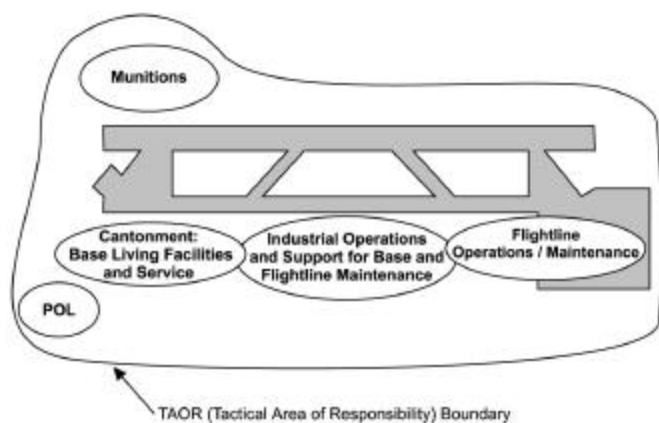 Munitions
Cantonment:
Base Living Facilities
and Service
Industrial Operations
and Support for Base and
Flightline Maintenance
Flightline
Operations / Maintenance
POL
TAOR (Tactical Area of Responsibility) Boundary